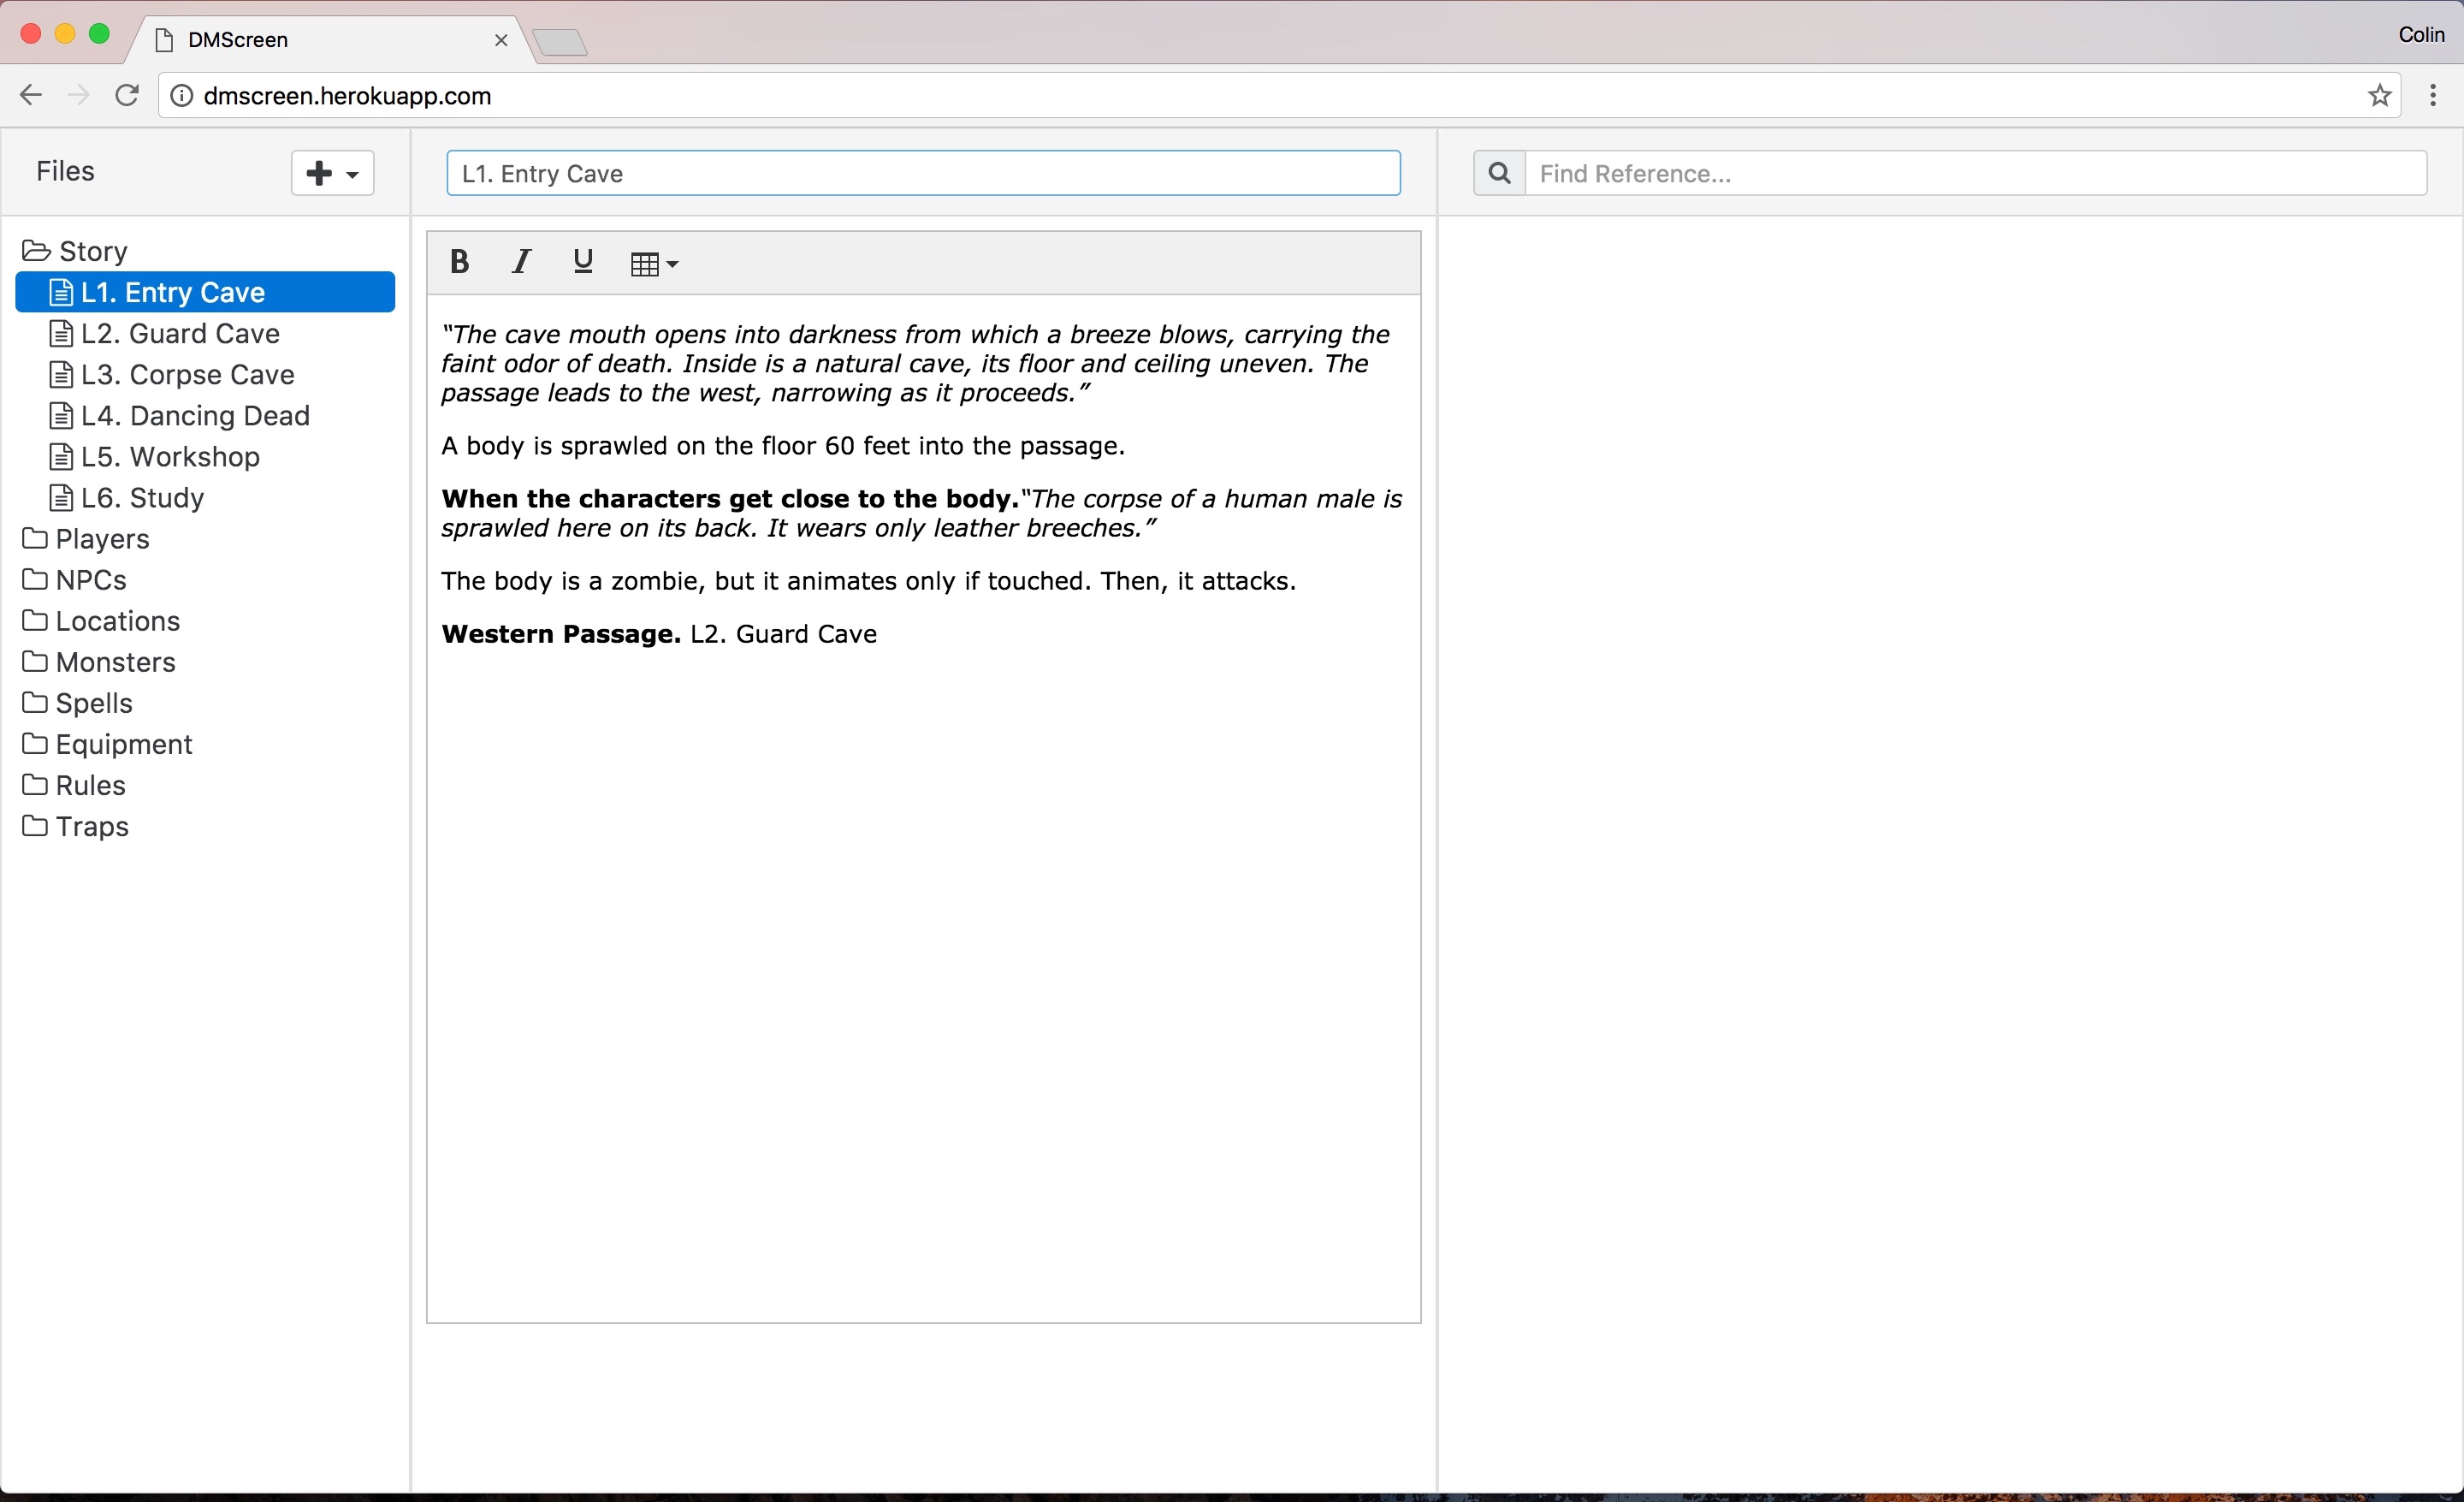 DMScreen
Colin
dmscreen.herokuapp.com
Files
L1. Entry Cave
Find Reference...
Story
L1. Entry Cave
L2. Guard Cave
L3. Corpse Cave
L4. Dancing Dead
L5. Workshop
L6. Study
Players
NPCs
Locations
Monsters
Spells
Equipment
Rules
Traps
B I U
“The cave mouth opens into darkness from which a breeze blows, carrying the
faint odor of death. Inside is a natural cave, its floor and ceiling uneven. The
passage leads to the west, narrowing as it proceeds.”
A body is sprawled on the floor 60 feet into the passage.
When the characters get close to the body.“The corpse of a human male is
sprawled here on its back. It wears only leather breeches.”
The body is a zombie, but it animates only if touched. Then, it attacks.
Western Passage. L2. Guard Cave